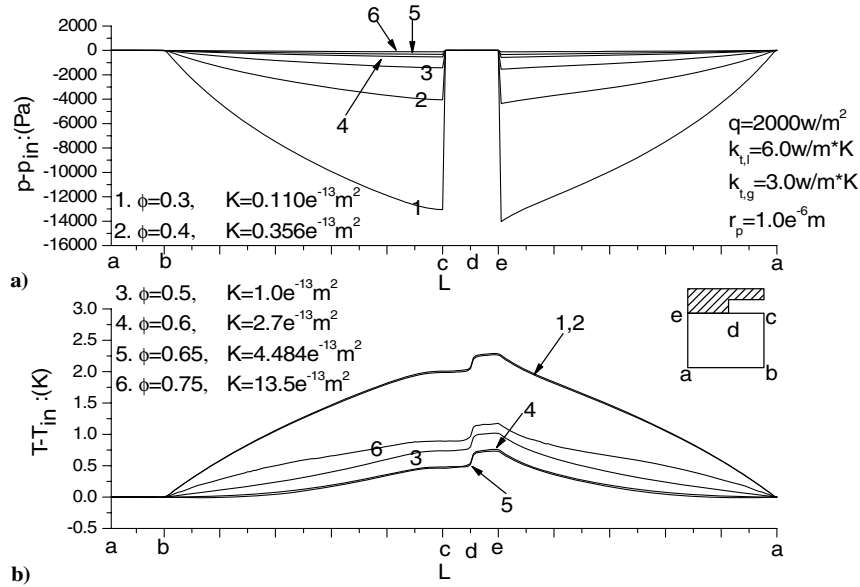 6 5
2000
0
-2000
-4000
-6000
-8000
-10000
-12000
-14000
-16000
p-p_in:(Pa)
3
2
4
1
q=2000w/m²
k_t,l=6.0w/m*K
k_t,g=3.0w/m*K
r_p=1.0e⁻⁶m
1. ϕ=0.3, K=0.110e⁻¹³m²
2. ϕ=0.4, K=0.356e⁻¹³m²
a b c d e a
L
a)
3. ϕ=0.5, K=1.0e⁻¹³m²
4. ϕ=0.6, K=2.7e⁻¹³m²
5. ϕ=0.65, K=4.484e⁻¹³m²
6. ϕ=0.75, K=13.5e⁻¹³m²
3.0
2.5
2.0
1.5
1.0
0.5
0.0
-0.5
T-T_in:(K)
1,2
4
6
3
5
e d c
a b
a b c d e a
L
b)